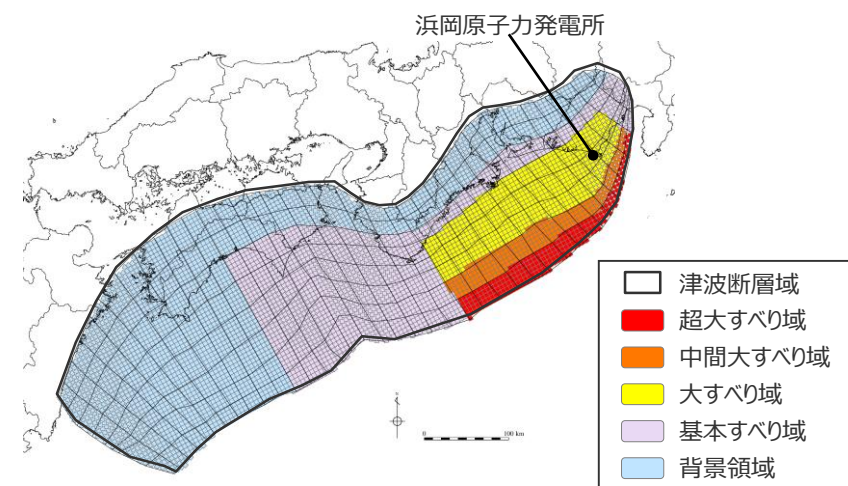 浜岡原子力発電所
津波断層域
超大すべり域
中間大すべり域
大すべり域
基本すべり域
背景領域
0 100 km